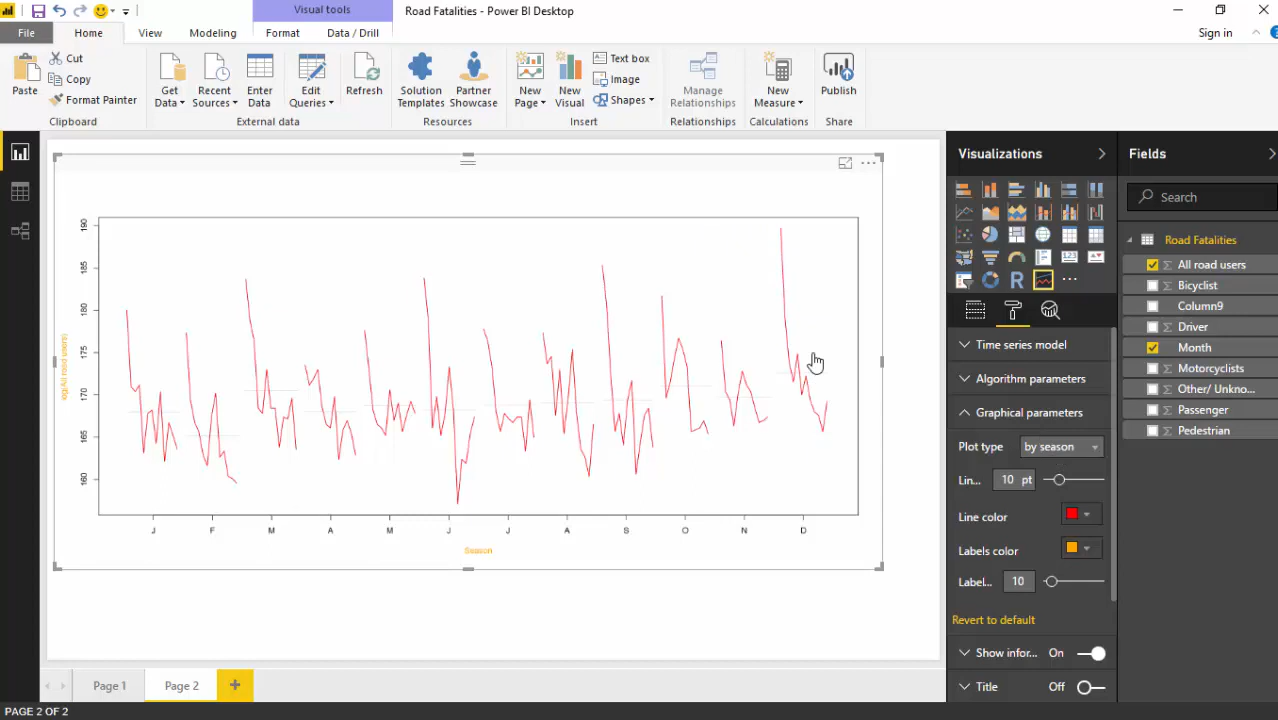 Visual tools
Road Fatalities - Power BI Desktop
File
Home
View
Modeling
Format
Data / Drill
Sign in
Paste
Cut
Copy
Format Painter
Clipboard
Get Data
Recent Sources
Enter Data
Edit Queries
Refresh
External data
Solution Templates
Partner Showcase
Resources
New Page
New Visual
Text box
Image
Shapes
Insert
Manage Relationships
Relationships
New Measure
Calculations
Publish
Share
190
185
180
175
170
165
160
log(All road users)
J F M A M J J A S O N D
Season
Visualizations
R
123
Time series model
Algorithm parameters
Graphical parameters
Plot type by season
Lin... 10 pt
Line color
Labels color
Label... 10
Revert to default
Show infor... On
Title Off
Fields
Search
Road Fatalities
Σ All road users
Σ Bicyclist
Column9
Σ Driver
Month
Σ Motorcyclists
Σ Other/ Unkno...
Σ Passenger
Σ Pedestrian
Page 1
Page 2
+
PAGE 2 OF 2